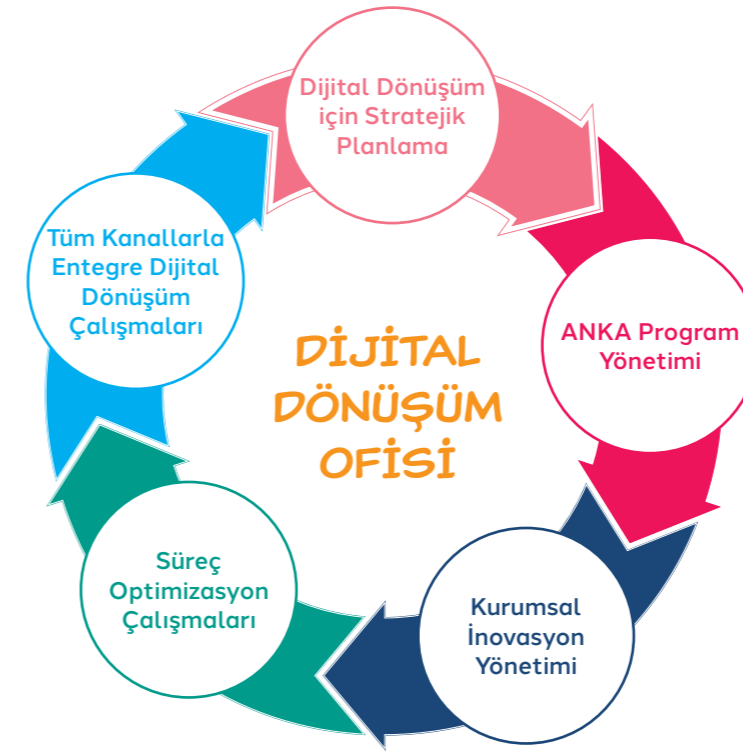 Dijital Dönüşüm
için Stratejik
Planlama
ANKA Program
Yönetimi
Kurumsal
İnovasyon
Yönetimi
Süreç
Optimizasyon
Çalışmaları
Tüm Kanallarla
Entegre Dijital
Dönüşüm
Çalışmaları
DİJİTAL
DÖNÜŞÜM
OFİSİ